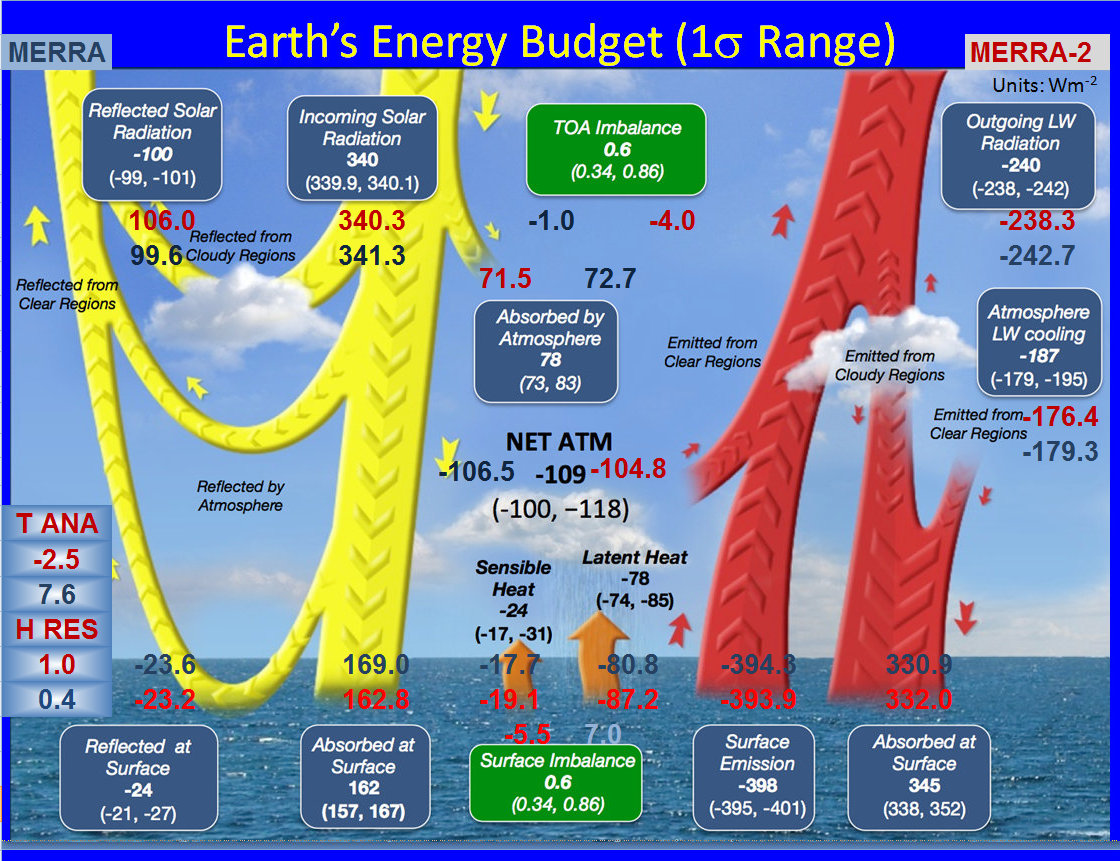 Earth's Energy Budget (1σ Range)
MERRA
MERRA-2
Units: Wm-2
Reflected Solar
Radiation
-100
(-99, -101)
Incoming Solar
Radiation
340
(339.9, 340.1)
TOA Imbalance
0.6
(0.34, 0.86)
Outgoing LW
Radiation
-240
(-238, -242)
106.0
99.6
340.3
341.3
-1.0
-4.0
-238.3
-242.7
Reflected from
Cloudy Regions
Reflected from
Clear Regions
71.5
72.7
Absorbed by
Atmosphere
78
(73, 83)
Emitted from
Clear Regions
Emitted from
Cloudy Regions
Atmosphere
LW cooling
-187
(-179, -195)
Emitted from
Clear Regions
-176.4
-179.3
NET ATM
-106.5
-109
-104.8
(-100, −118)
Reflected by
Atmosphere
T ANA
-2.5
7.6
H RES
1.0
0.4
Sensible
Heat
-24
(-17, -31)
Latent Heat
-78
(-74, -85)
-23.6
169.0
-17.7
-80.8
-394.3
330.9
-23.2
162.8
-19.1
-87.2
-393.9
332.0
-5.5
7.0
Reflected at
Surface
-24
(-21, -27)
Absorbed at
Surface
162
(157, 167)
Surface Imbalance
0.6
(0.34, 0.86)
Surface
Emission
-398
(-395, -401)
Absorbed at
Surface
345
(338, 352)